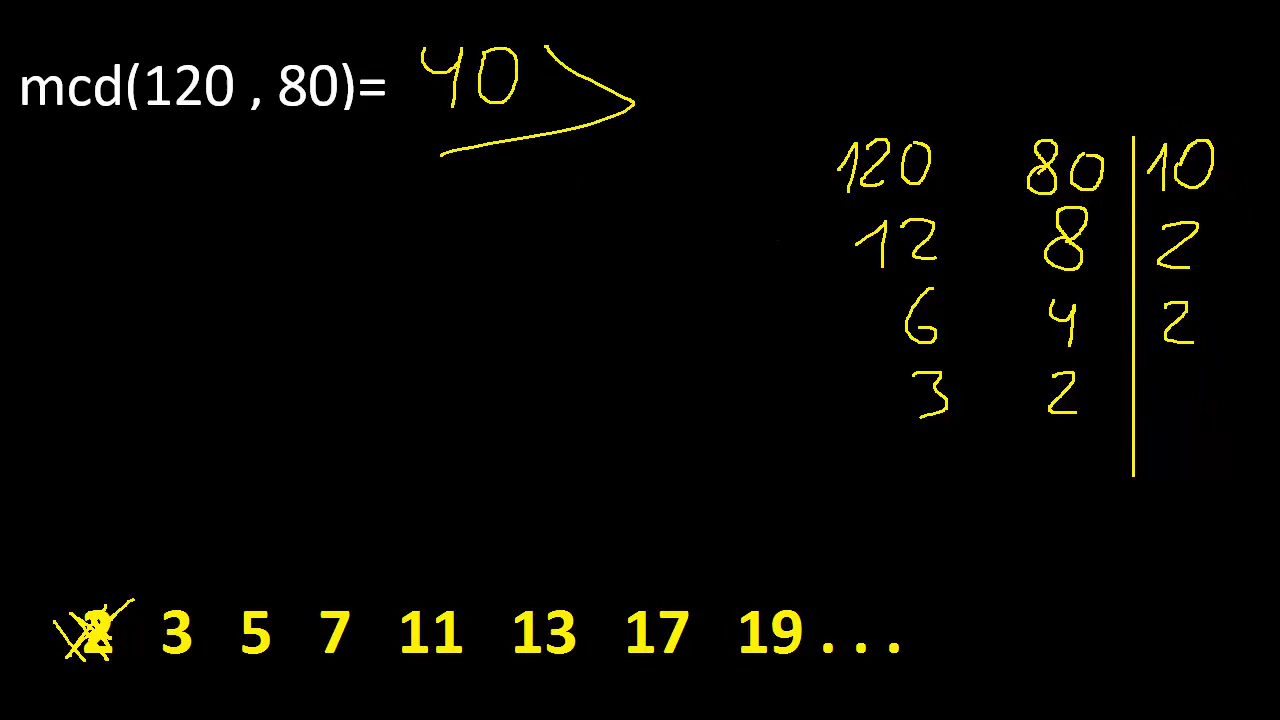 mcd(120 , 80)= 40
120 80 10
12 8 2
6 4 2
3 2
2 3 5 7 11 13 17 19 . . .